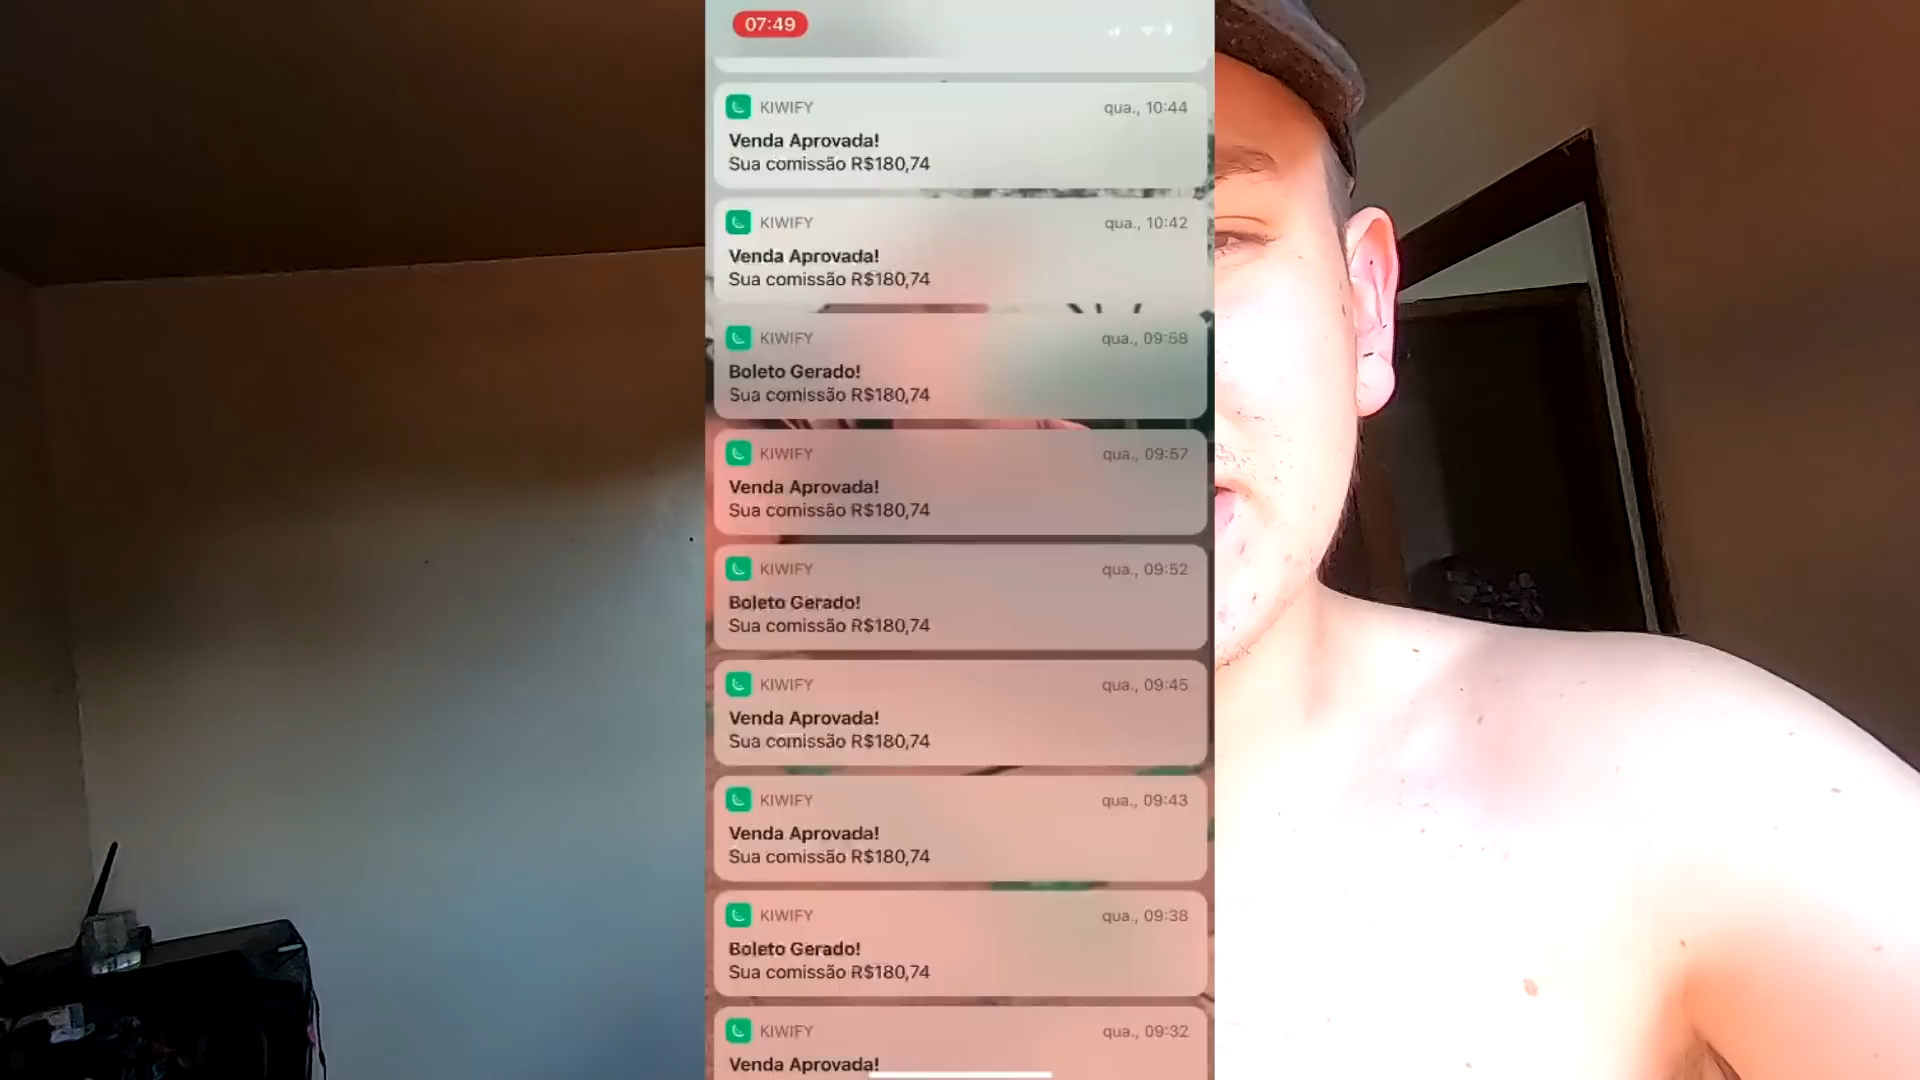 07:49
KIWIFY qua., 10:44
Venda Aprovada!
Sua comissão R$180,74
KIWIFY qua., 10:42
Venda Aprovada!
Sua comissão R$180,74
KIWIFY qua., 09:58
Boleto Gerado!
Sua comissão R$180,74
KIWIFY qua., 09:57
Venda Aprovada!
Sua comissão R$180,74
KIWIFY qua., 09:52
Boleto Gerado!
Sua comissão R$180,74
KIWIFY qua., 09:45
Venda Aprovada!
Sua comissão R$180,74
KIWIFY qua., 09:43
Venda Aprovada!
Sua comissão R$180,74
KIWIFY qua., 09:38
Boleto Gerado!
Sua comissão R$180,74
KIWIFY qua., 09:32
Venda Aprovada!